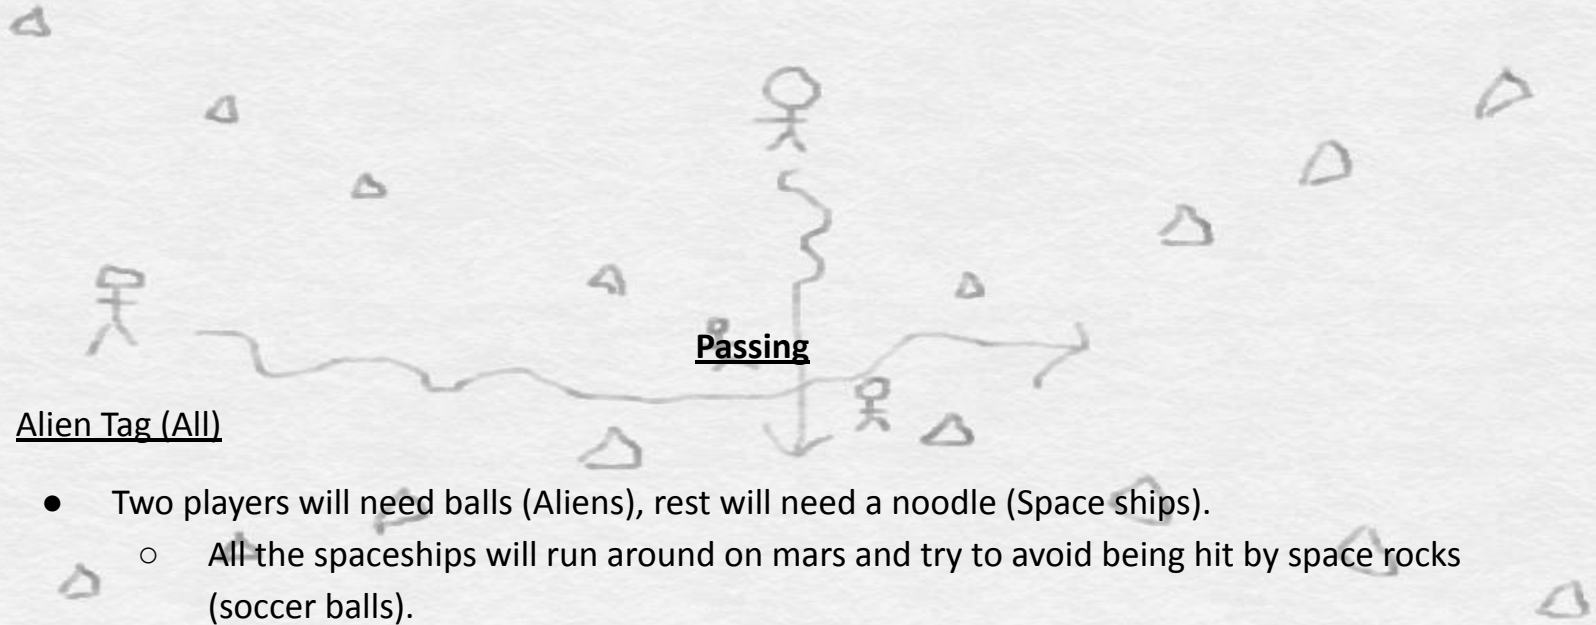 Passing
Alien Tag (All)
● Two players will need balls (Aliens), rest will need a noodle (Space ships).
○ All the spaceships will run around on mars and try to avoid being hit by space rocks
(soccer balls).